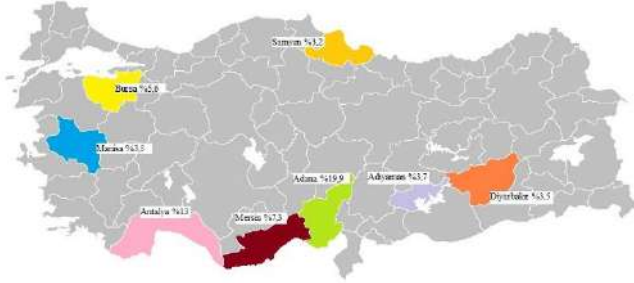 Samsun %3,2
Bursa %5,6
Manisa %3,5
Adana %19,9
Adıyaman %3,7
Diyarbakır %3,5
Antalya %13
Mersin %7,3